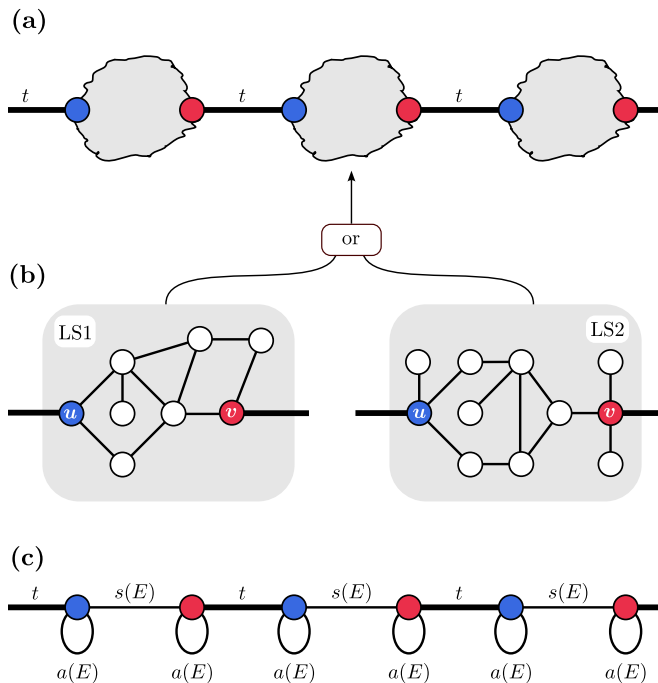 (a)
t t t
or
(b)
LS1 LS2
u v u v
(c)
t s(E) t s(E) t s(E)
a(E) a(E) a(E) a(E) a(E) a(E)